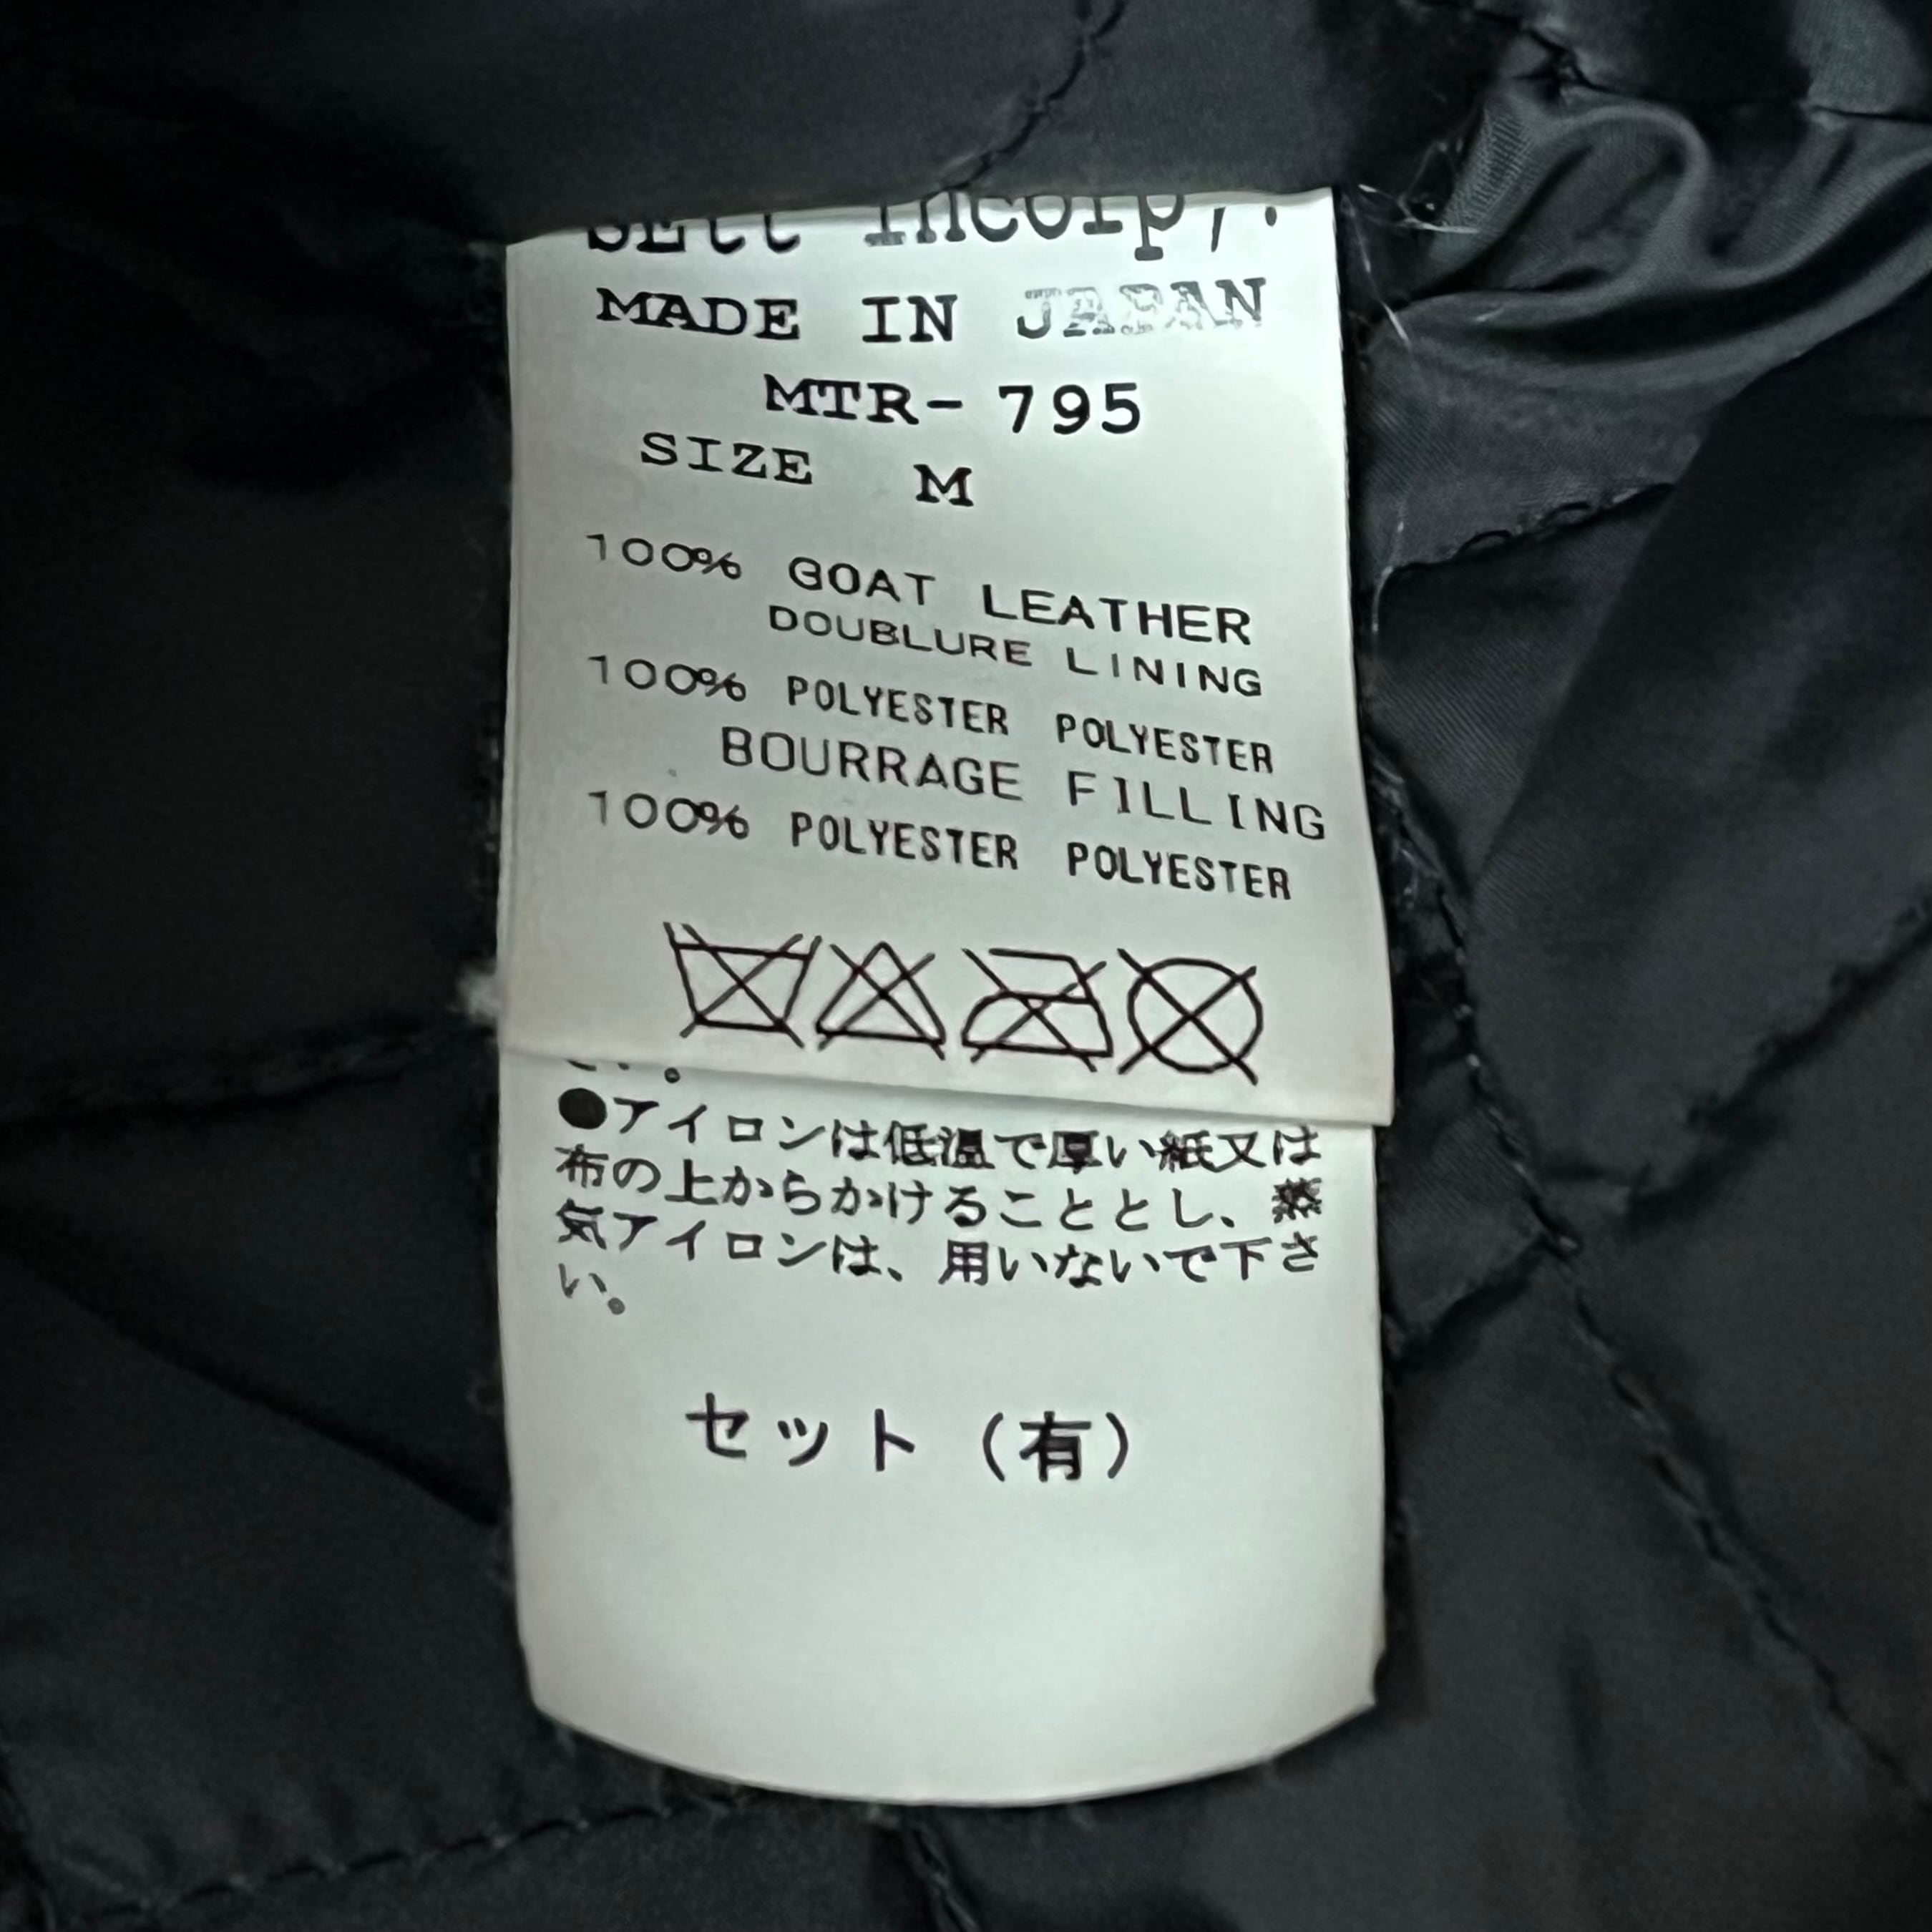 MADE IN JAPAN
MTR-795
SIZE M
100% GOAT LEATHER
DOUBLURE LINING
100% POLYESTER POLYESTER
BOURRAGE FILLING
100% POLYESTER POLYESTER
●アイロンは低温で厚い紙又は
布の上からかけることとし、蒸
気アイロンは、用いないで下さ
い。
セット（有）